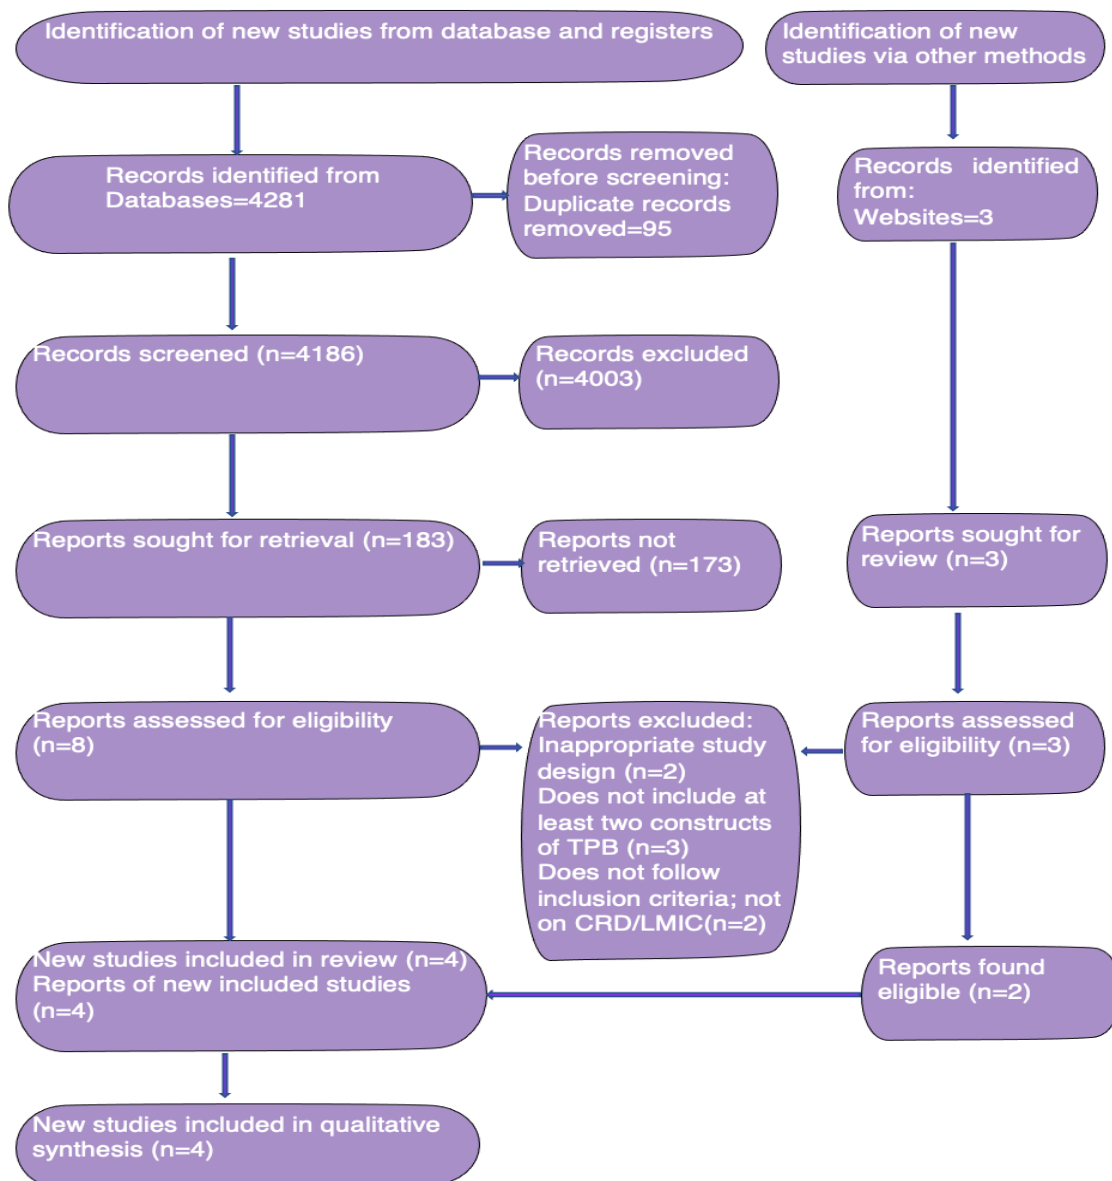 Identification of new studies from database and registers
Identification of new
studies via other methods
Records identified from
Databases=4281
Records removed
before screening:
Duplicate records
removed=95
Records identified
from:
Websites=3
Records screened (n=4186)
Records excluded
(n=4003)
Reports sought for retrieval (n=183)
Reports not
retrieved (n=173)
Reports sought for
review (n=3)
Reports assessed for eligibility
(n=8)
Reports excluded:
Inappropriate study
design (n=2)
Does not include at
least two constructs
of TPB (n=3)
Does not follow
inclusion criteria; not
on CRD/LMIC(n=2)
Reports assessed
for eligibility (n=3)
New studies included in review (n=4)
Reports of new included studies
(n=4)
Reports found
eligible (n=2)
New studies included in qualitative
synthesis (n=4)